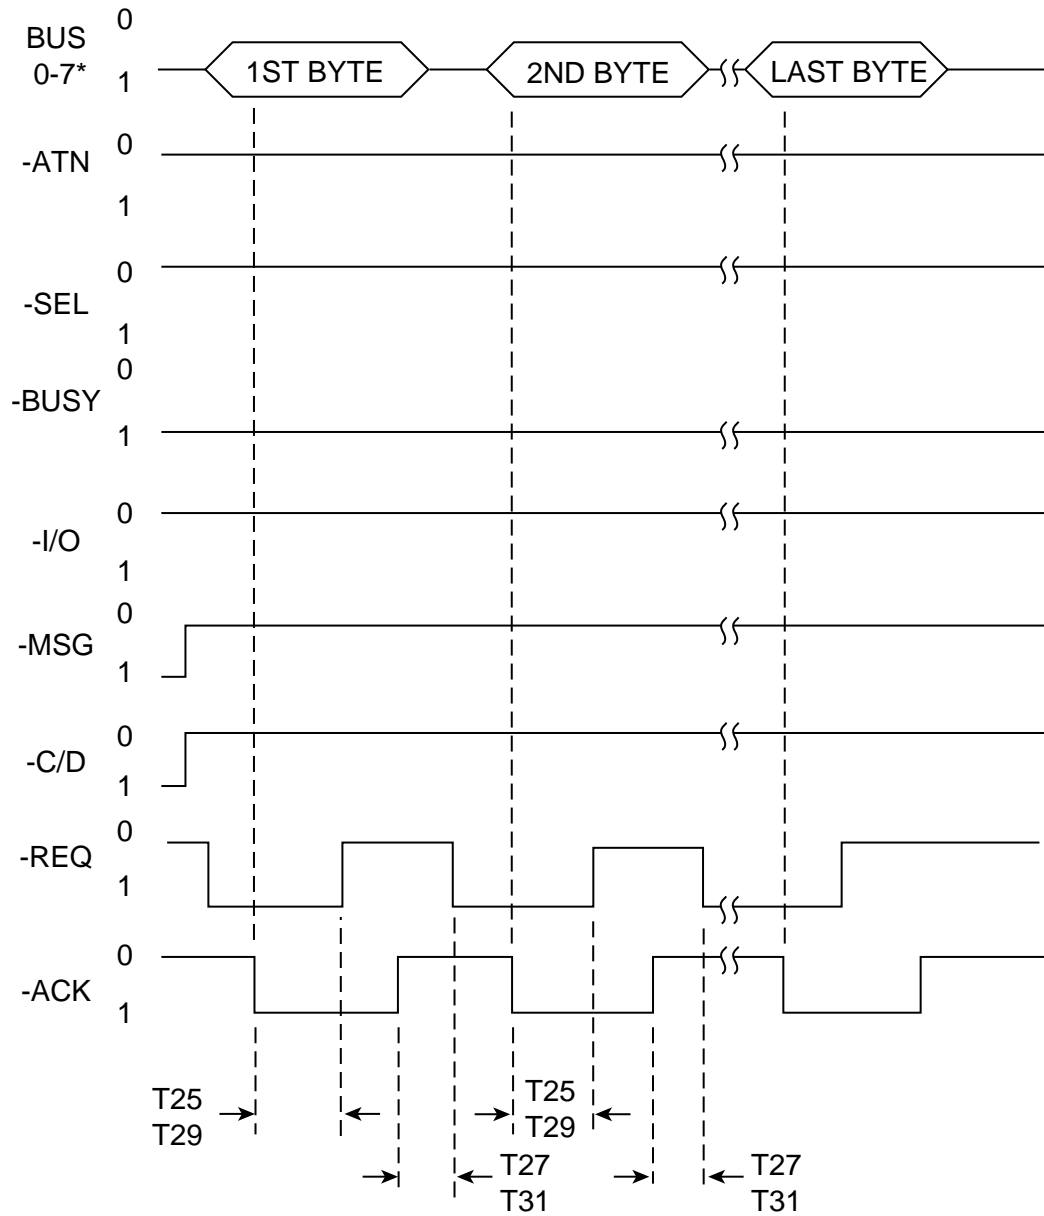 0
BUS
0-7*
1
1ST BYTE
2ND BYTE
LAST BYTE
0
-ATN
1
0
-SEL
1
0
-BUSY
1
0
-I/O
1
0
-MSG
1
0
-C/D
1
0
-REQ
1
0
-ACK
1
T25
T29
T25
T29
T27
T31
T27
T31